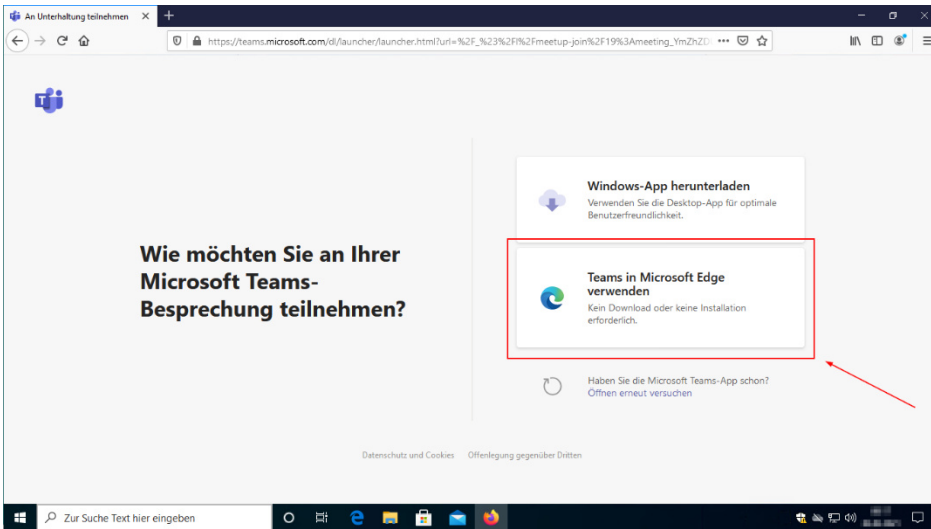 An Unterhaltung teilnehmen
https://teams.microsoft.com/dl/launcher/launcher.html?url=%2F_%23%2Fl%2Fmeetup-join%2F19%3Ameeting_YmZhZD
Windows-App herunterladen
Verwenden Sie die Desktop-App für optimale
Benutzerfreundlichkeit.
Wie möchten Sie an Ihrer
Microsoft Teams-
Besprechung teilnehmen?
Teams in Microsoft Edge
verwenden
Kein Download oder keine Installation
erforderlich.
Haben Sie die Microsoft Teams-App schon?
Öffnen erneut versuchen
Datenschutz und Cookies Offenlegung gegenüber Dritten
Zur Suche Text hier eingeben